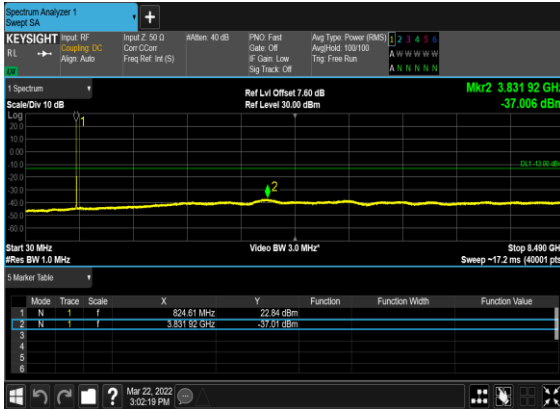 Spectrum Analyzer 1
Swept SA
+
KEYSIGHT Input: RF Input Z: 50 Ω #Atten: 40 dB PNO: Fast Avg Type: Power (RMS) 1 2 3 4 5 6
RL Coupling: DC Corr CCorr Gate: Off Avg|Hold: 100/100 A W W W W W
Align: Auto Freq Ref: Int (S) IF Gain: Low Trig: Free Run
Sig Track: Off A N N N N N
1 Spectrum Ref Lvl Offset 7.60 dB Mkr2 3.831 92 GHz
Scale/Div 10 dB Ref Level 30.00 dBm -37.006 dBm
Log
1
20.0
10.0
0.00
-10.0
DL1 -13.00 dBm
-20.0
-30.0
2
-40.0
-50.0
-60.0
Start 30 MHz Video BW 3.0 MHz* Stop 8.490 GHz
#Res BW 1.0 MHz Sweep ~17.2 ms (40001 pts)
5 Marker Table
Mode Trace Scale X Y Function Function Width Function Value
1 N 1 f 824.61 MHz 22.84 dBm
2 N 1 f 3.831 92 GHz -37.01 dBm
3
4
5
6
? Mar 22, 2022
3:02:19 PM